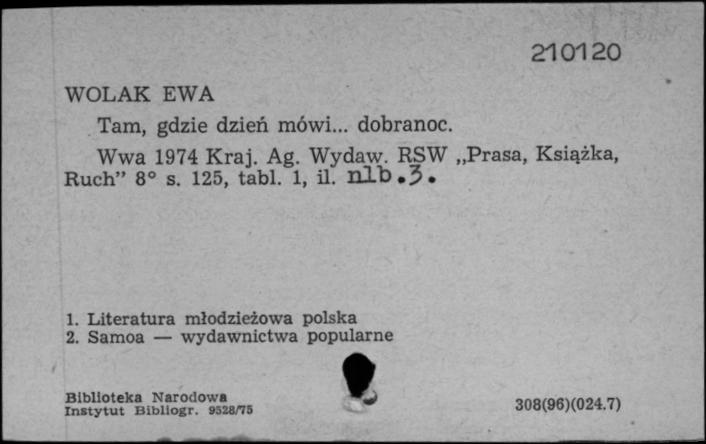 210120
WOLAK EWA
Tam, gdzie dzień mówi... dobranoc.
Wwa 1974 Kraj. Ag. Wydaw. RSW „Prasa, Książka,
Ruch” 8° s. 125, tabl. 1, il. nlb.3.
1. Literatura młodzieżowa polska
2. Samoa — wydawnictwa popularne
Biblioteka Narodowa
Instytut Bibliogr. 9528/75
308(96)(024.7)